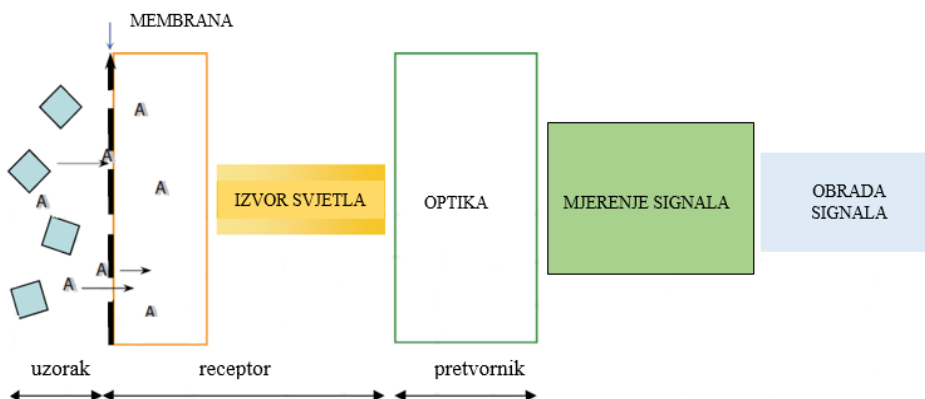 MEMBRANA
A
A
A
A
A
A
A
IZVOR SVJETLA
OPTIKA
MJERENJE SIGNALA
OBRADA
SIGNALA
uzorak
receptor
pretvornik